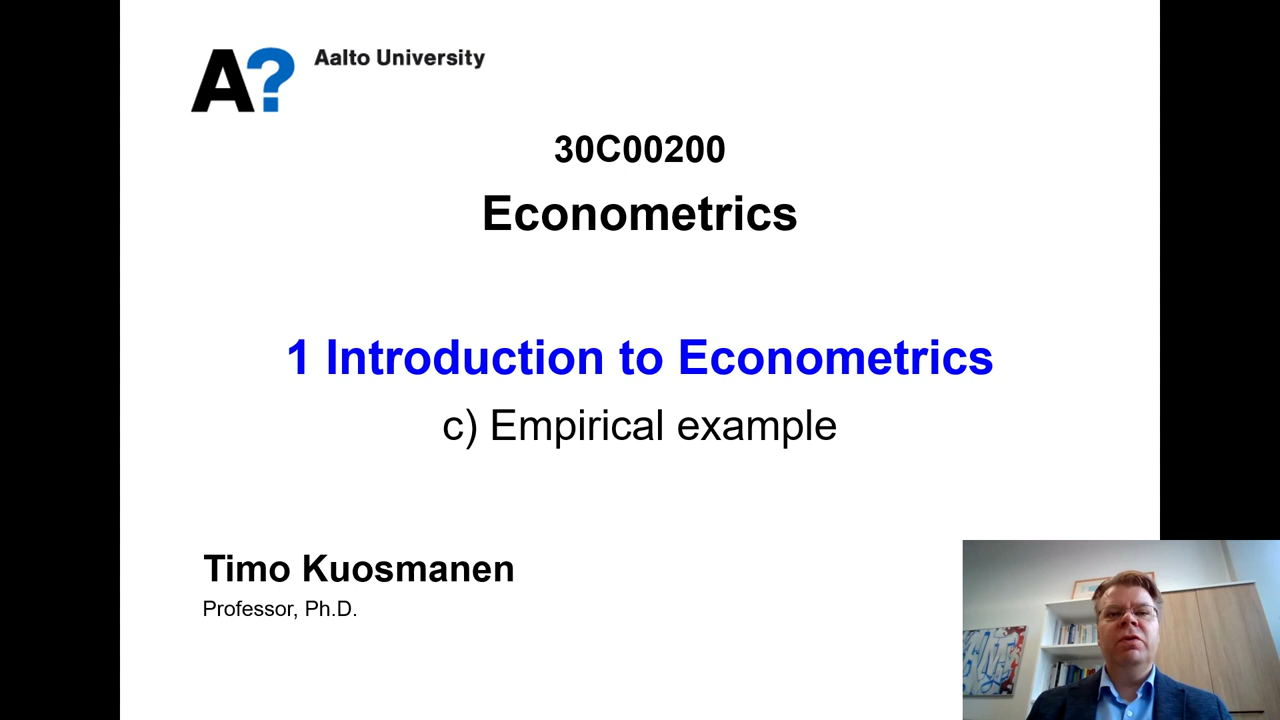 A?
Aalto University
30C00200
Econometrics
1 Introduction to Econometrics
c) Empirical example
Timo Kuosmanen
Professor, Ph.D.